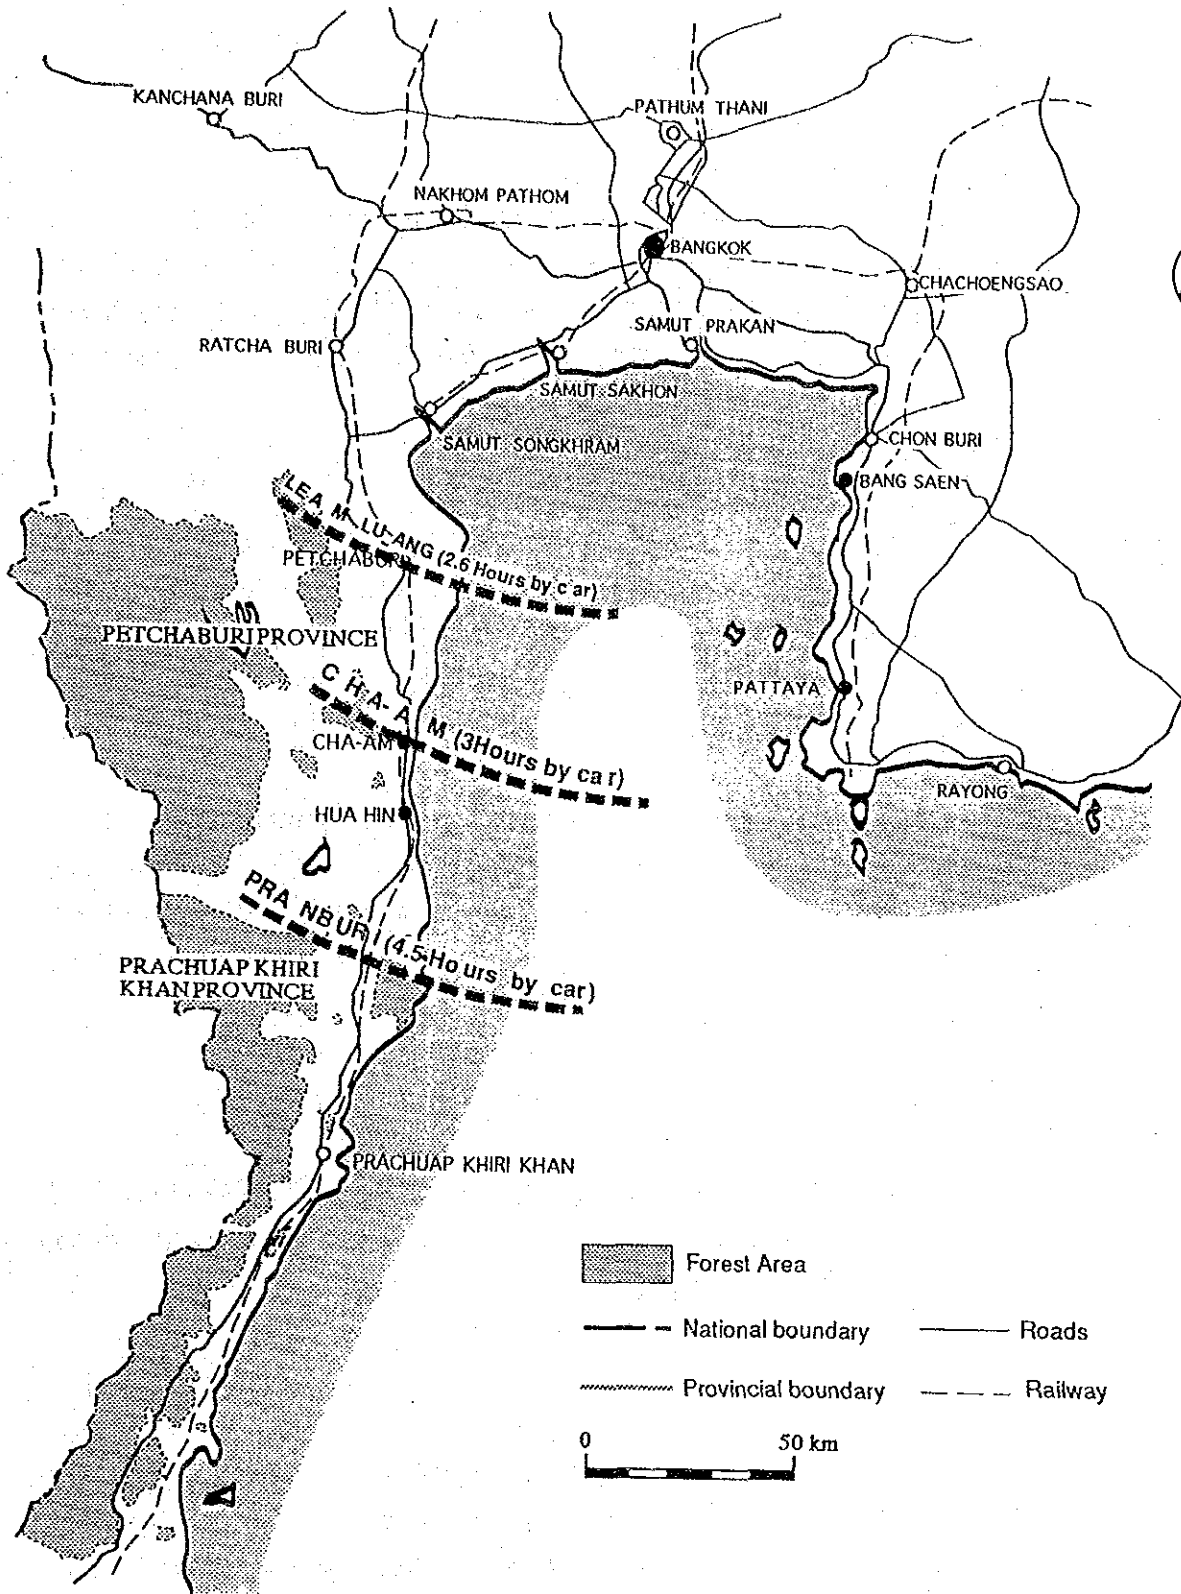 KANCHANA BURI
PATHUM THANI
NAKHOM PATHOM
BANGKOK
CHACHOENGSAO
SAMUT PRAKAN
RATCHA BURI
SAMUT SAKHON
SAMUT SONGKHRAM
CHON BURI
BANG SAEN
LEA M LU-ANG (2.6 Hours by c ar)
PETCHABURI
PETCHABURI PROVINCE
PATTAYA
C HA-A M (3Hours by ca r)
CHA-AM
RAYONG
HUA HIN
PRA NBUR I (4.5-Ho urs by car)
PRACHUAP KHIRI
KHAN PROVINCE
PRACHUAP KHIRI KHAN
Forest Area
National boundary
Roads
Provincial boundary
Railway
0 50 km